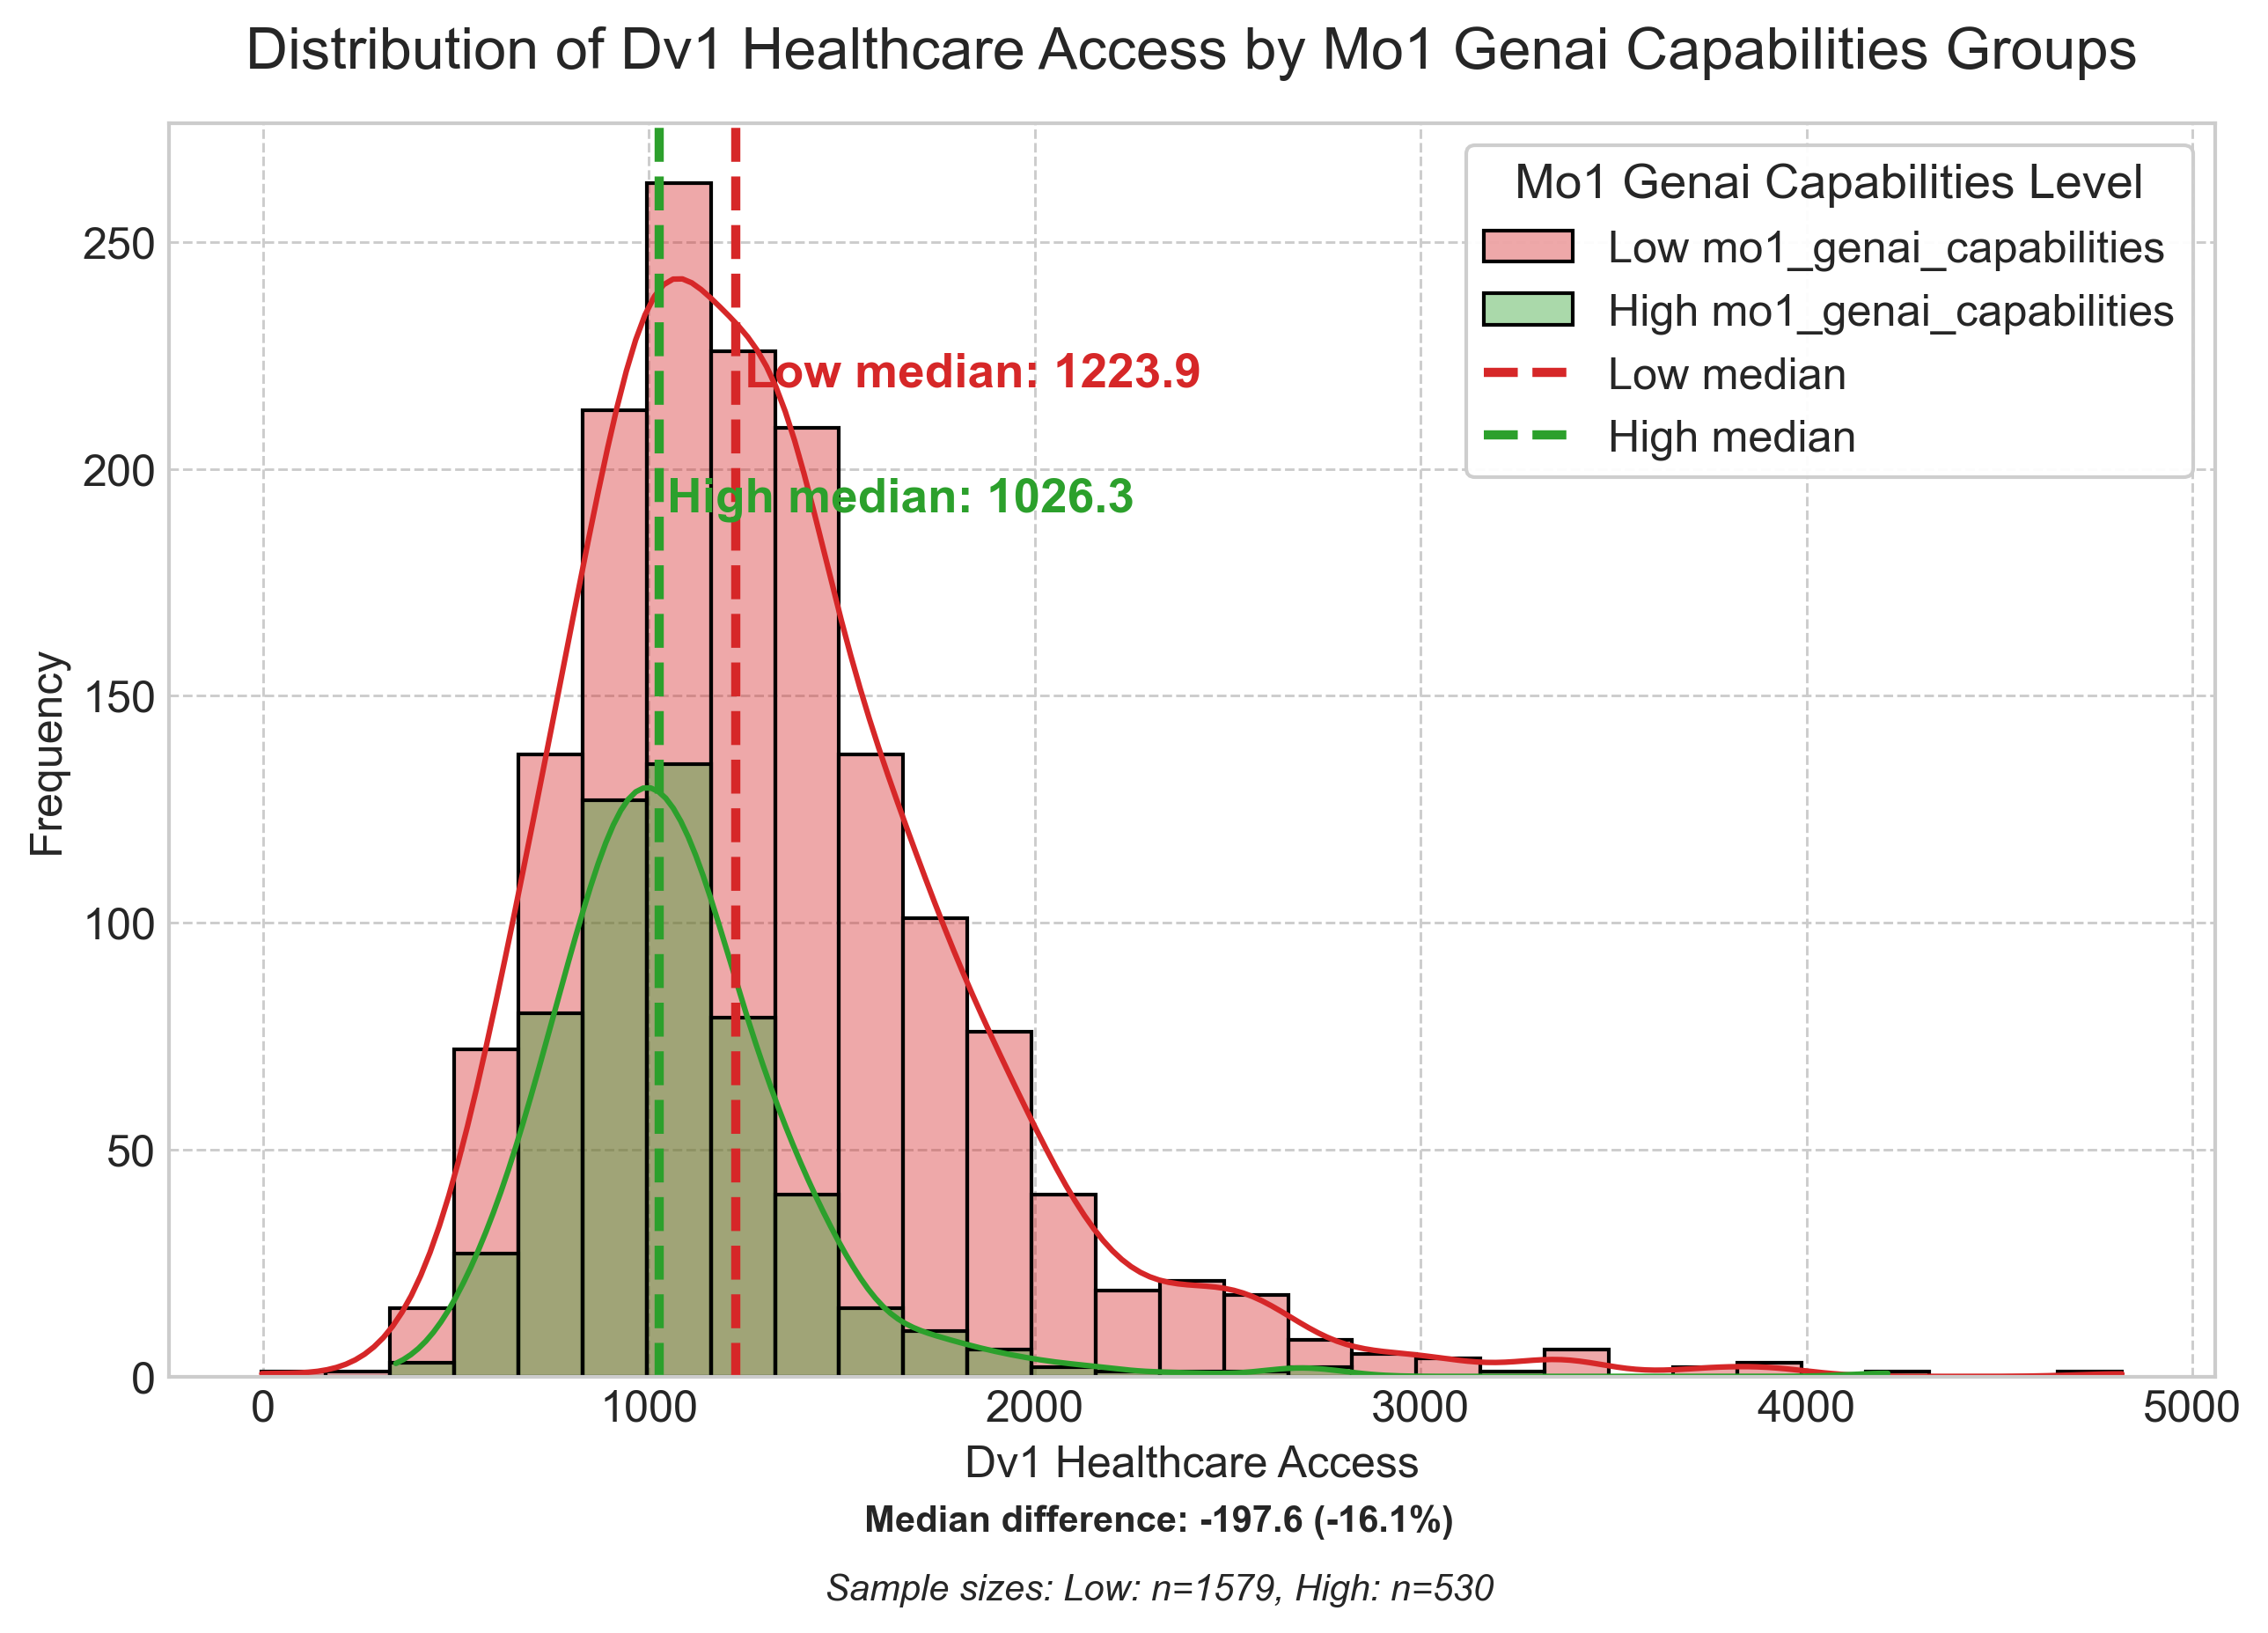 Distribution of Dv1 Healthcare Access by Mo1 Genai Capabilities Groups
Mo1 Genai Capabilities Level
Low mo1_genai_capabilities
High mo1_genai_capabilities
Low median
High median
Low median: 1223.9
High median: 1026.3
Frequency
250
200
150
100
50
0
0 1000 2000 3000 4000 5000
Dv1 Healthcare Access
Median difference: -197.6 (-16.1%)
Sample sizes: Low: n=1579, High: n=530